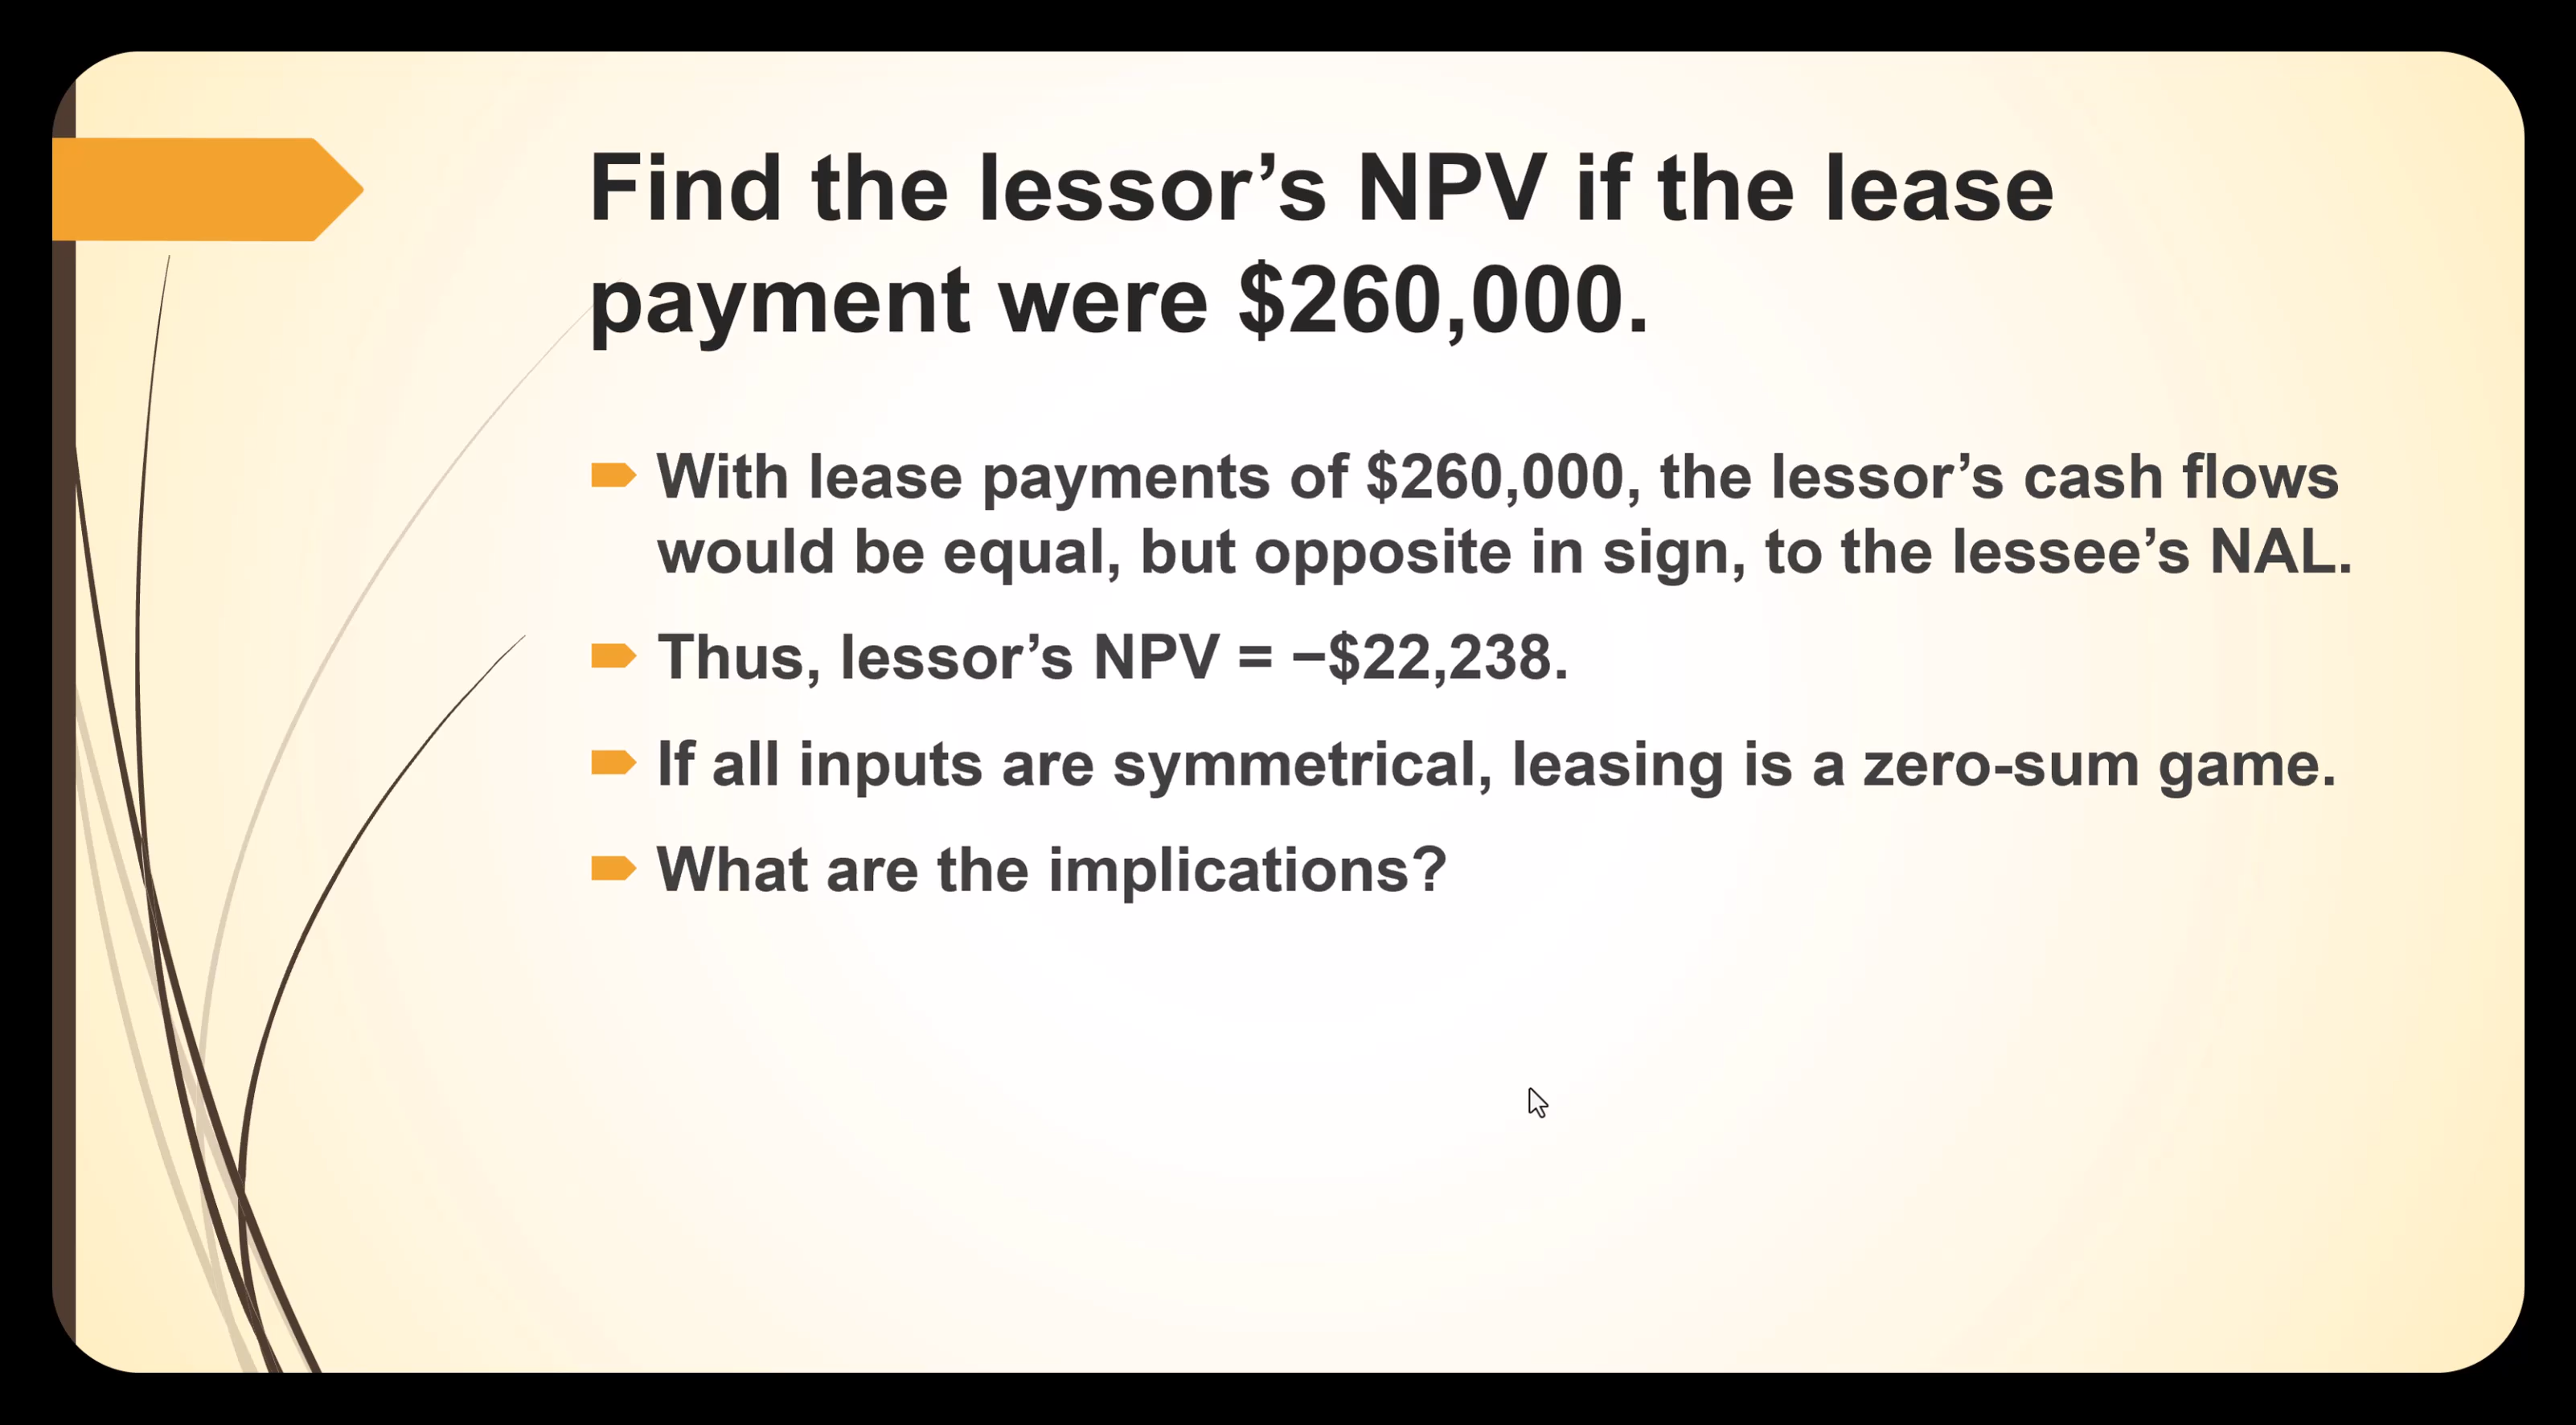 Find the lessor’s NPV if the lease
payment were $260,000.
With lease payments of $260,000, the lessor’s cash flows
would be equal, but opposite in sign, to the lessee’s NAL.
Thus, lessor’s NPV = −$22,238.
If all inputs are symmetrical, leasing is a zero-sum game.
What are the implications?